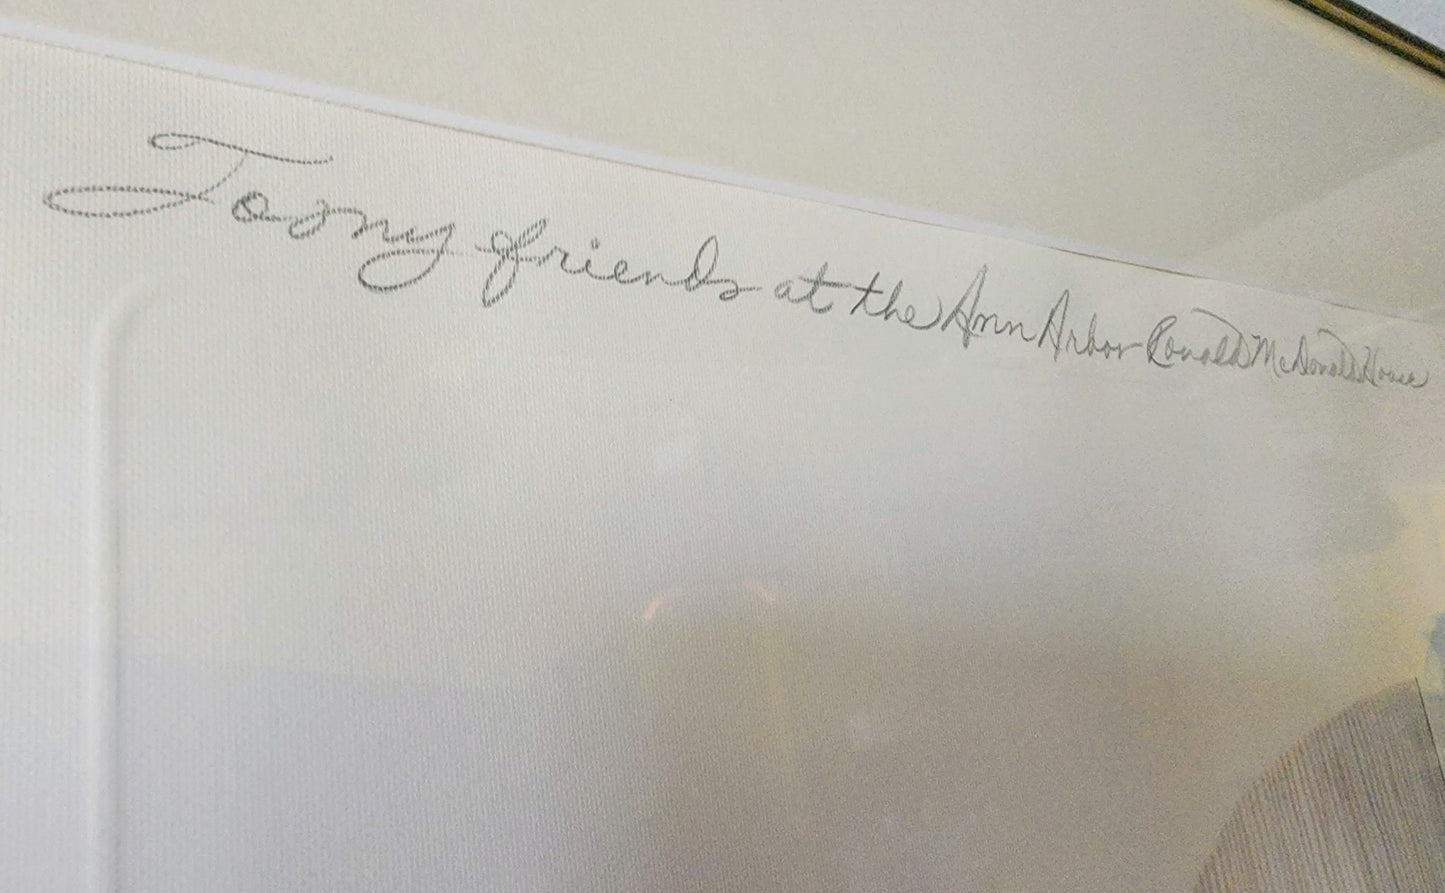 To my friends at the Ann Arbor Ronald McDonald House